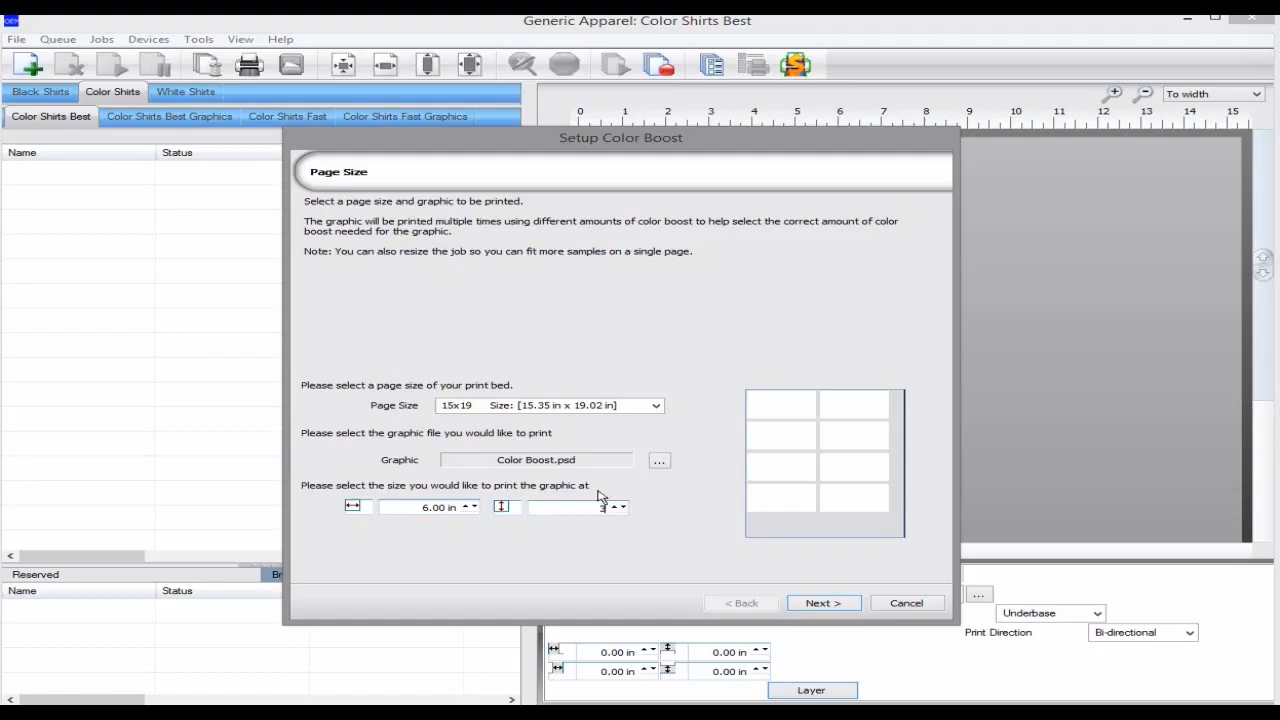 OEM
Generic Apparel: Color Shirts Best
File Queue Jobs Devices Tools View Help
Black Shirts Color Shirts White Shirts
To width
Color Shirts Best Color Shirts Best Graphics Color Shirts Fast Color Shirts Fast Graphics
0 1 2 3 4 5 6 7 8 9 10 11 12 13 14 15
Name Status
Setup Color Boost
Page Size
Select a page size and graphic to be printed.
The graphic will be printed multiple times using different amounts of color boost to help select the correct amount of color
boost needed for the graphic.
Note: You can also resize the job so you can fit more samples on a single page.
Please select a page size of your print bed.
Page Size 15x19 Size: [15.35 in x 19.02 in]
Please select the graphic file you would like to print
Graphic Color Boost.psd ...
Please select the size you would like to print the graphic at
6.00 in 3
Reserved
Name Status
...
< Back Next > Cancel
Underbase
Print Direction Bi-directional
0.00 in 0.00 in
0.00 in 0.00 in
Layer